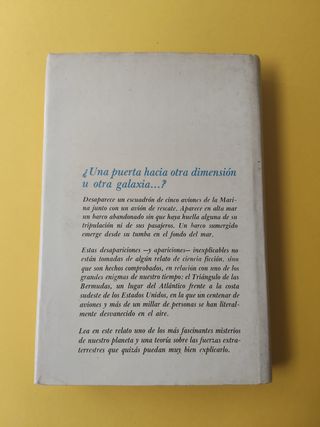 ¿Una puerta hacia otra dimensión
u otra galaxia...?
Desaparece un escuadrón de cinco aviones de la Mari-
na junto con un avión de rescate. Aparece en alta mar
un barco abandonado sin que haya huella alguna de su
tripulación ni de sus pasajeros. Un barco sumergido
emerge desde su tumba en el fondo del mar.
Estas desapariciones —y apariciones— inexplicables no
están tomadas de algún relato de ciencia ficción, sino
que son hechos comprobados, en relación con uno de los
grandes enigmas de nuestro tiempo: el Triángulo de las
Bermudas, un lugar del Atlántico frente a la costa
sudeste de los Estados Unidos, en la que un centenar de
aviones y más de un millar de personas se han literal-
mente desvanecido en el aire.
Lea en este relato uno de los más fascinantes misterios
de nuestro planeta y una teoría sobre las fuerzas extra-
terrestres que quizás puedan muy bien explicarlo.